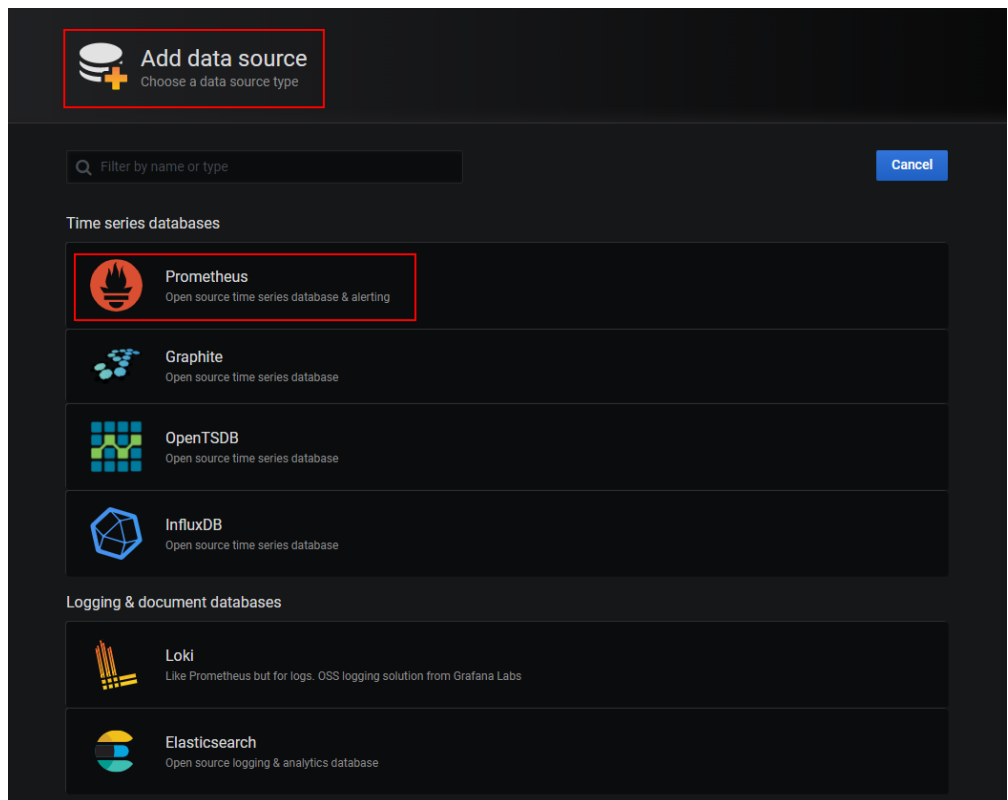 Add data source
Choose a data source type
Filter by name or type
Cancel
Time series databases
Prometheus
Open source time series database & alerting
Graphite
Open source time series database
OpenTSDB
Open source time series database
InfluxDB
Open source time series database
Logging & document databases
Loki
Like Prometheus but for logs. OSS logging solution from Grafana Labs
Elasticsearch
Open source logging & analytics database